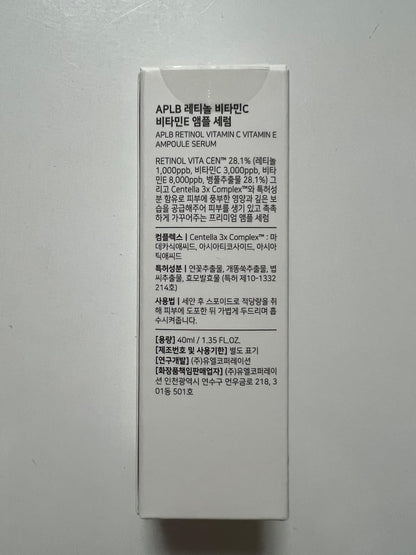 APLB 레티놀 비타민C
비타민E 앰플 세럼
APLB RETINOL VITAMIN C VITAMIN E
AMPOULE SERUM
RETINOL VITA CEN™ 28.1% (레티놀
1,000ppb, 비타민C 3,000ppb, 비타
민E 8,000ppb, 병풀추출물 28.1%) 그
리고 Centella 3x Complex™와 특허성
분 함유로 피부에 풍부한 영양과 깊은 보
습을 공급해주어 피부를 생기 있고 촉촉
하게 가꾸어주는 프리미엄 앰플 세럼
컴플렉스 | Centella 3x Complex™ : 마
데카식애씨드, 아시아티코사이드, 아시아
틱애씨드
특허성분 | 연꽃추출물, 개똥쑥추출물, 법
씨추출물, 효모발효물 (특허 제10-1332
214호)
사용법 | 세안 후 스포이드로 적당량을 취
해 피부에 도포한 뒤 가볍게 두드리며 흡
수시켜줍니다.
[용량] 40ml / 1.35 FL.OZ.
[제조번호 및 사용기한] 별도 표기
[연구개발] (주)유엘코퍼레이션
[화장품책임판매업자] (주)유엘코퍼레이
션 인천광역시 연수구 먼우금로 218, 3
01동 501호